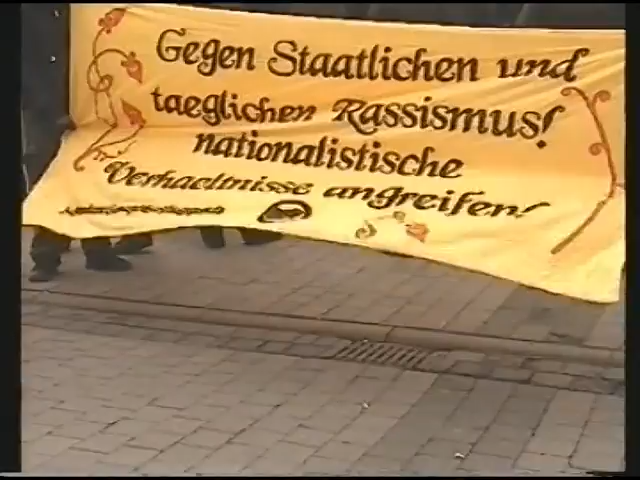 Gegen Staatlichen und
taeglichen Rassismus!
nationalistische
Verhaeltnisse angreifen!